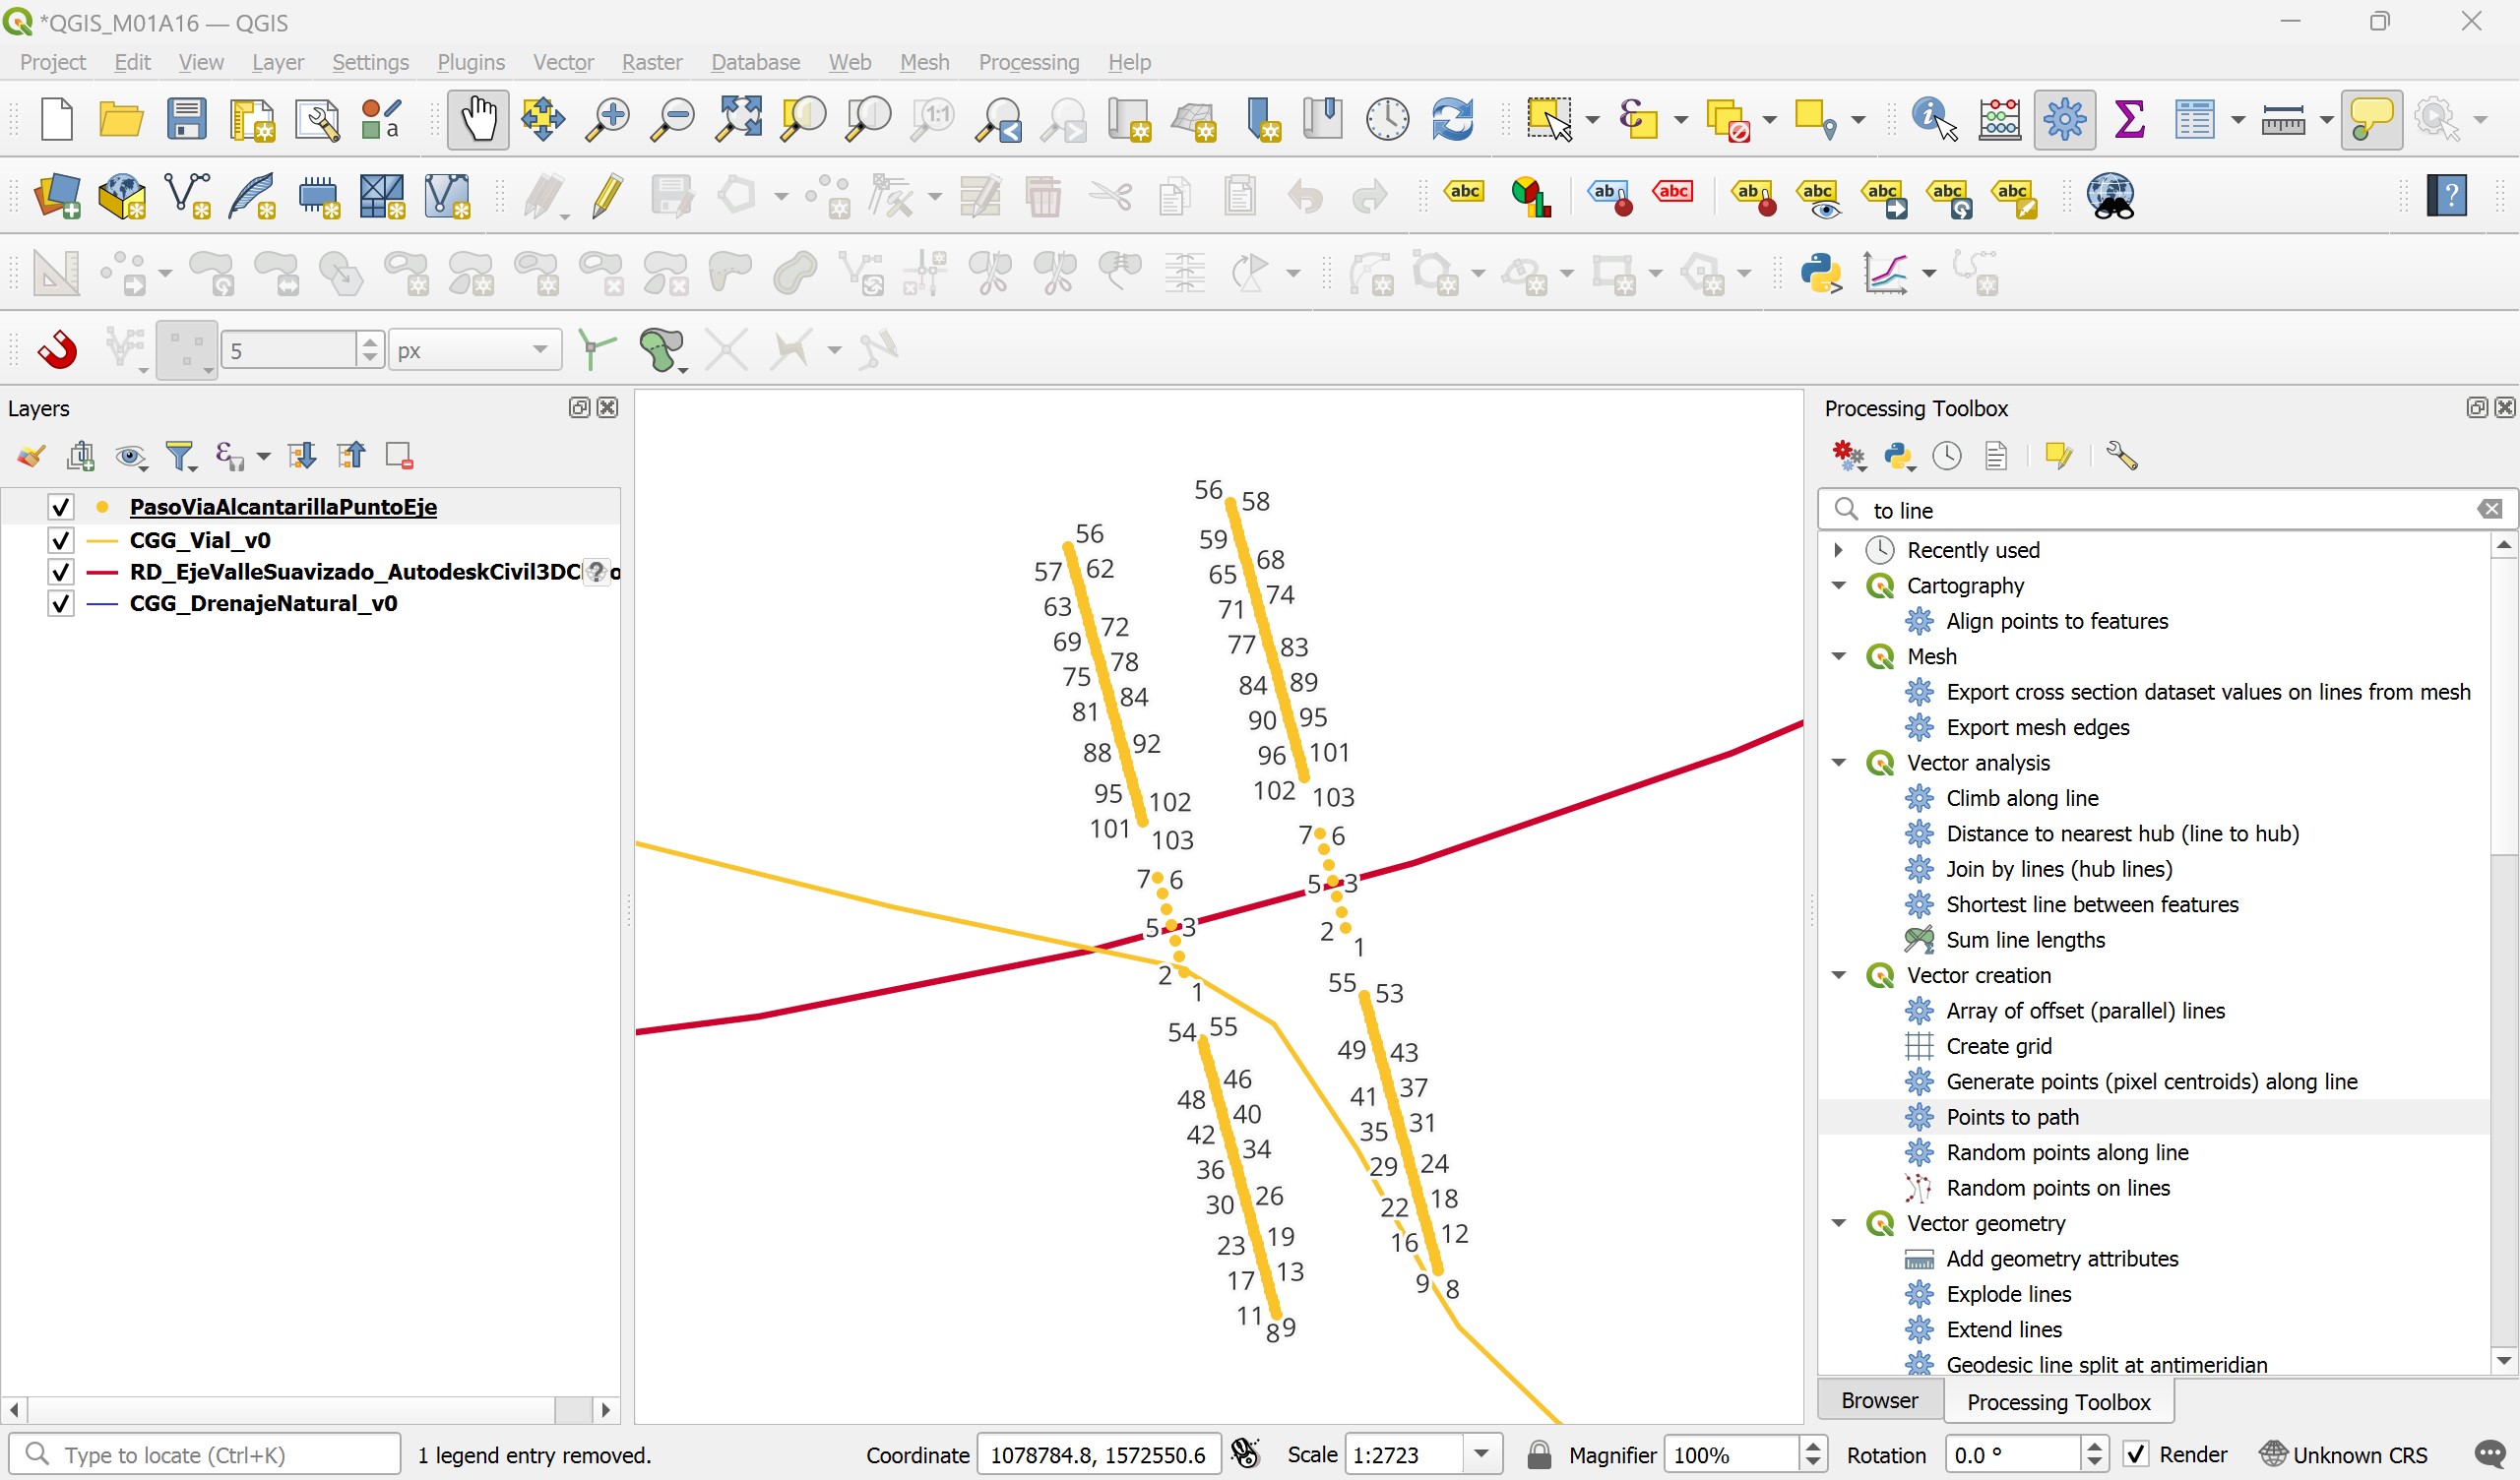 *QGIS_M01A16 — QGIS
Project Edit View Layer Settings Plugins Vector Raster Database Web Mesh Processing Help
5 px
Layers
PasoViaAlcantarillaPuntoEje
CGG_Vial_v0
RD_EjeValleSuavizado_AutodeskCivil3DCl
CGG_DrenajeNatural_v0
56 58
56
59
57 62 68
65
63 74
71
72
69 77 83
78
75 84 89
84
81 90 95
88 92 96 101
95 102 102 103
101 103
7 6
7 6
5 3
5 3
2 1
2 1
55 53
54 55
49 43
46
48 41 37
40
42 35 31
34
36 29 24
30 26 22 18
23 19 16 12
17 13 9 8
11 8 9
Processing Toolbox
to line
Recently used
Cartography
Align points to features
Mesh
Export cross section dataset values on lines from mesh
Export mesh edges
Vector analysis
Climb along line
Distance to nearest hub (line to hub)
Join by lines (hub lines)
Shortest line between features
Sum line lengths
Vector creation
Array of offset (parallel) lines
Create grid
Generate points (pixel centroids) along line
Points to path
Random points along line
Random points on lines
Vector geometry
Add geometry attributes
Explode lines
Extend lines
Geodesic line split at antimeridian
Browser Processing Toolbox
Type to locate (Ctrl+K) 1 legend entry removed. Coordinate 1078784.8, 1572550.6 Scale 1:2723 Magnifier 100% Rotation 0.0 ° Render Unknown CRS